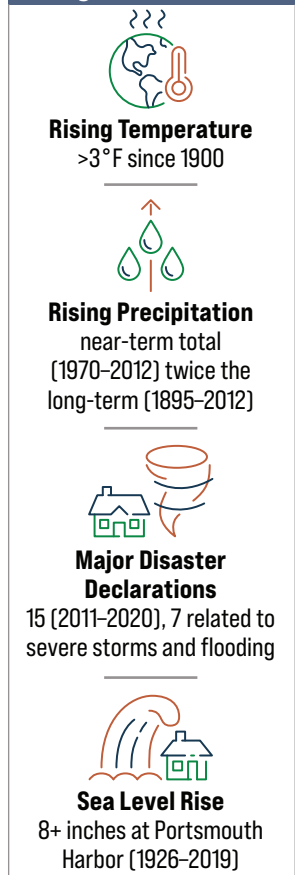 Rising Temperature
>3°F since 1900
Rising Precipitation
near-term total
(1970–2012) twice the
long-term (1895–2012)
Major Disaster
Declarations
15 (2011–2020), 7 related to
severe storms and flooding
Sea Level Rise
8+ inches at Portsmouth
Harbor (1926–2019)